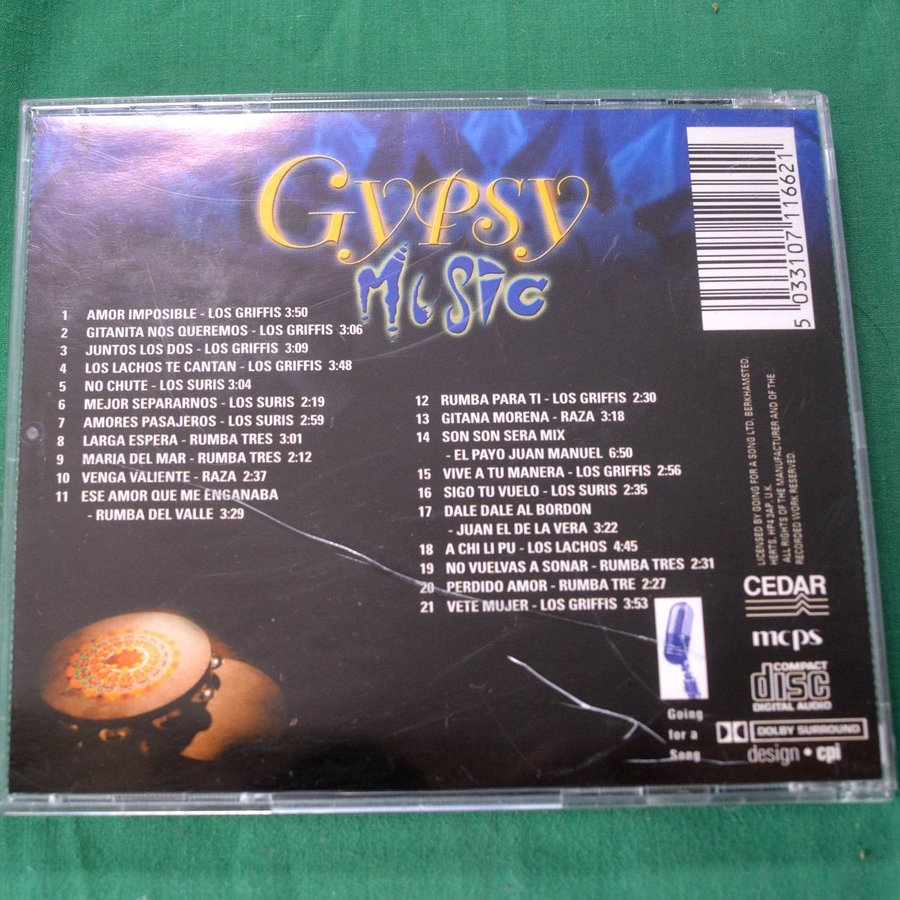 Gypsy
Music
1 AMOR IMPOSIBLE - LOS GRIFFIS 3:50
2 GITANITA NOS QUEREMOS - LOS GRIFFIS 3:06
3 JUNTOS LOS DOS - LOS GRIFFIS 3:09
4 LOS LACHOS TE CANTAN - LOS GRIFFIS 3:48
5 NO CHUTE - LOS SURIS 3:04
6 MEJOR SEPARARNOS - LOS SURIS 2:19
7 AMORES PASAJEROS - LOS SURIS 2:59
8 LARGA ESPERA - RUMBA TRES 3:01
9 MARIA DEL MAR - RUMBA TRES 2:12
10 VENGA VALIENTE - RAZA 2:37
11 ESE AMOR QUE ME ENGANABA
- RUMBA DEL VALLE 3:29
12 RUMBA PARA TI - LOS GRIFFIS 2:30
13 GITANA MORENA - RAZA 3:18
14 SON SON SERA MIX
- EL PAYO JUAN MANUEL 6:50
15 VIVE A TU MANERA - LOS GRIFFIS 2:56
16 SIGO TU VUELO - LOS SURIS 2:35
17 DALE DALE AL BORDON
- JUAN EL DE LA VERA 3:22
18 A CHI LI PU - LOS LACHOS 4:45
19 NO VUELVAS A SONAR - RUMBA TRES 2:31
20 PERDIDO AMOR - RUMBA TRE 2:27
21 VETE MUJER - LOS GRIFFIS 3:53
5 033107 116621
LICENSED BY GOING FOR A SONG LTD, BERKHAMSTED,
HERTS, HP4 3AP, U.K.
ALL RIGHTS OF THE MANUFACTURER AND OF THE
RECORDED WORK RESERVED.
CEDAR
mcps
COMPACT
disc
DIGITAL AUDIO
DOLBY SURROUND
design • cpi
Going
for a
Song